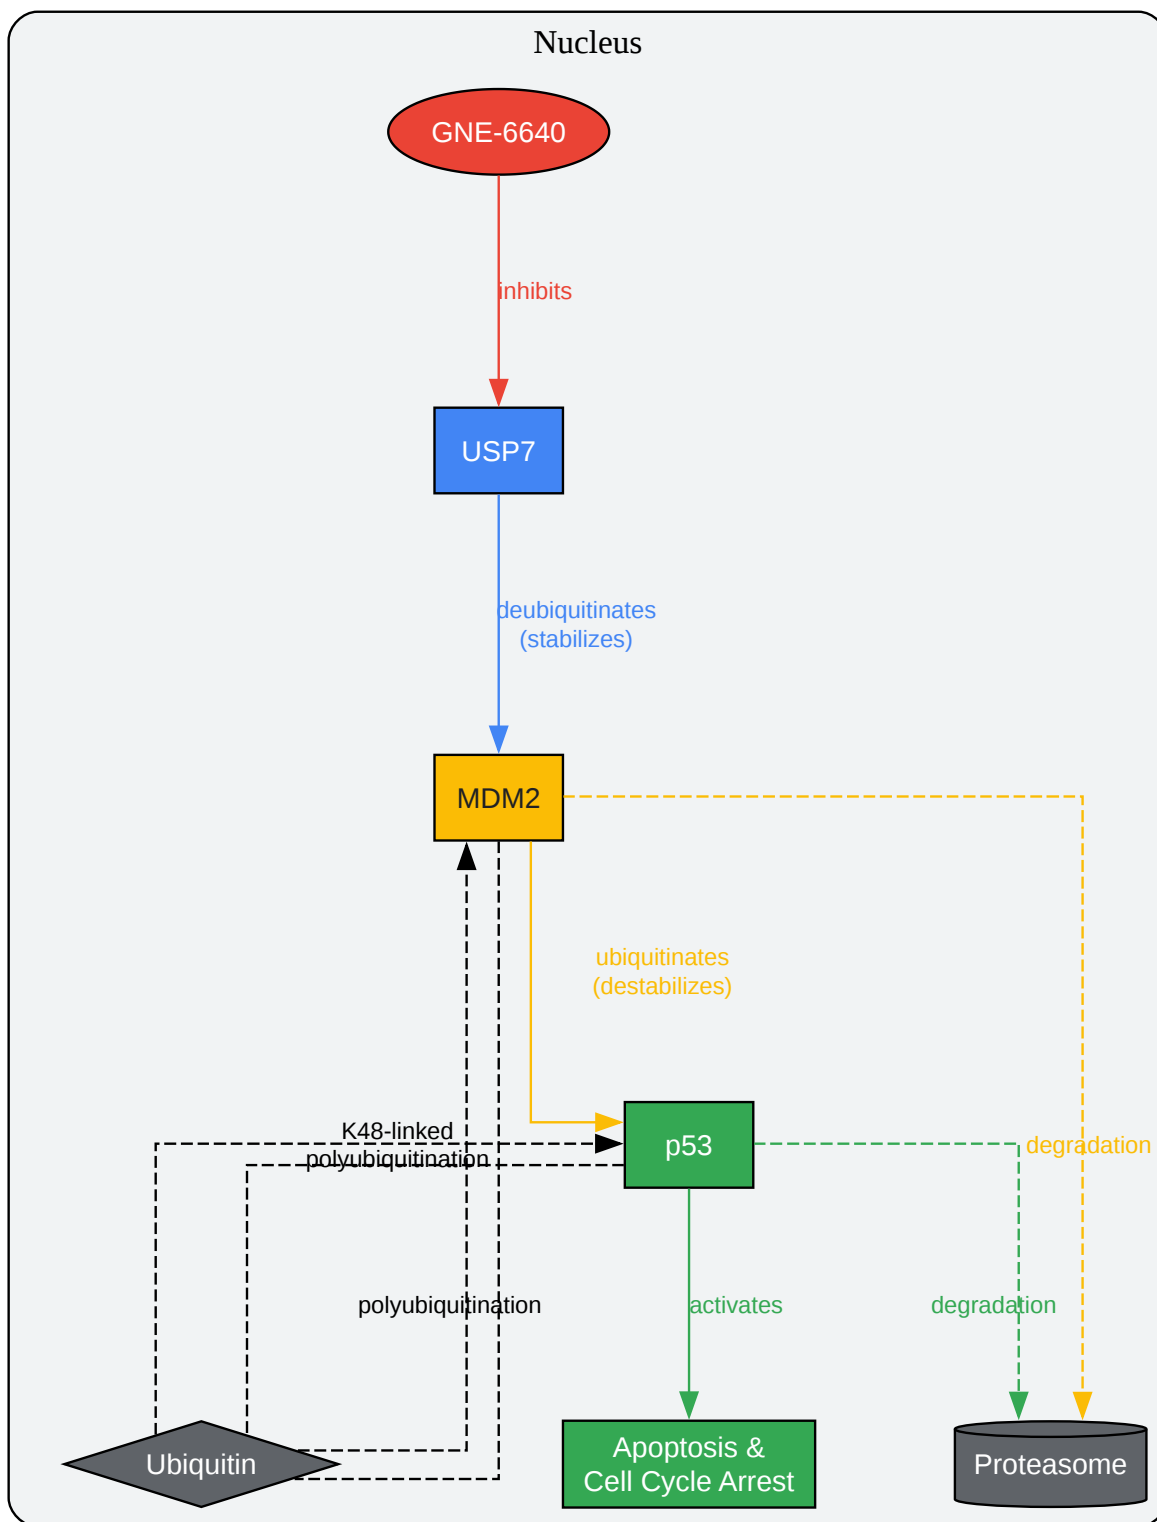 Nucleus
GNE-6640
inhibits
USP7
deubiquitinates
(stabilizes)
MDM2
ubiquitinates
(destabilizes)
K48-linked
polyubiquitination
p53
degradation
polyubiquitination
activates
degradation
Ubiquitin
Apoptosis &
Cell Cycle Arrest
Proteasome